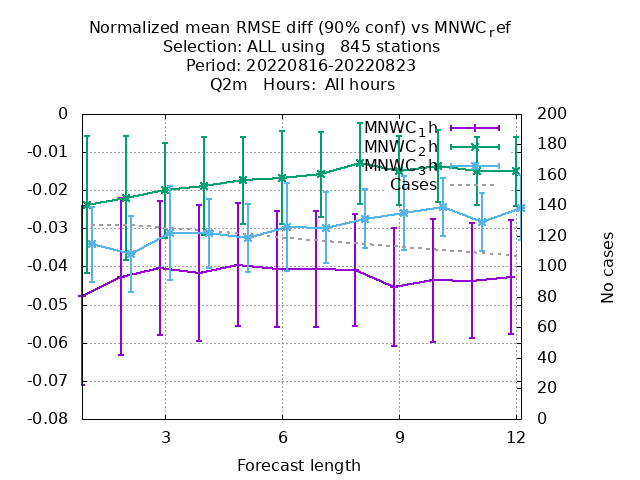 Normalized mean RMSE diff (90% conf) vs MNWC_ref
Selection: ALL using   845 stations
Period: 20220816-20220823
Q2m   Hours:  All hours
0
-0.01
-0.02
-0.03
-0.04
-0.05
-0.06
-0.07
-0.08
MNWC_1h
MNWC_2h
MNWC_3h
Cases
200
180
160
140
120
100
80
60
40
20
0
No cases
3 6 9 12
Forecast length